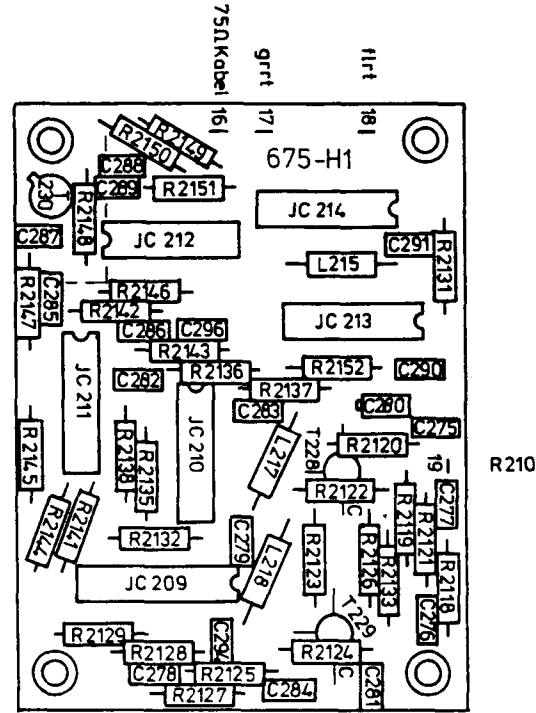 75Ω Kabel 16
grrt 17
flrt 18
R2149
R2150
675-H1
C288
C289
R2151
230
R2148
JC 214
C287
JC 212
C291
R2131
L215
R2147
C285
R2146
R2142
JC 213
C286
C296
R2143
R2136
R2152
C290
JC 211
C282
R2137
C283
C280
C275
JC 210
R2145
R2138
R2135
L217
T228
R2120
19
R210
R2122
C
C277
R2144
R2141
R2119
R2121
R2132
C279
R2123
R2126
R2133
R2118
L218
JC 209
T229
C276
R2129
C294
R2128
R2124
C
C278
R2125
C281
R2127
C284